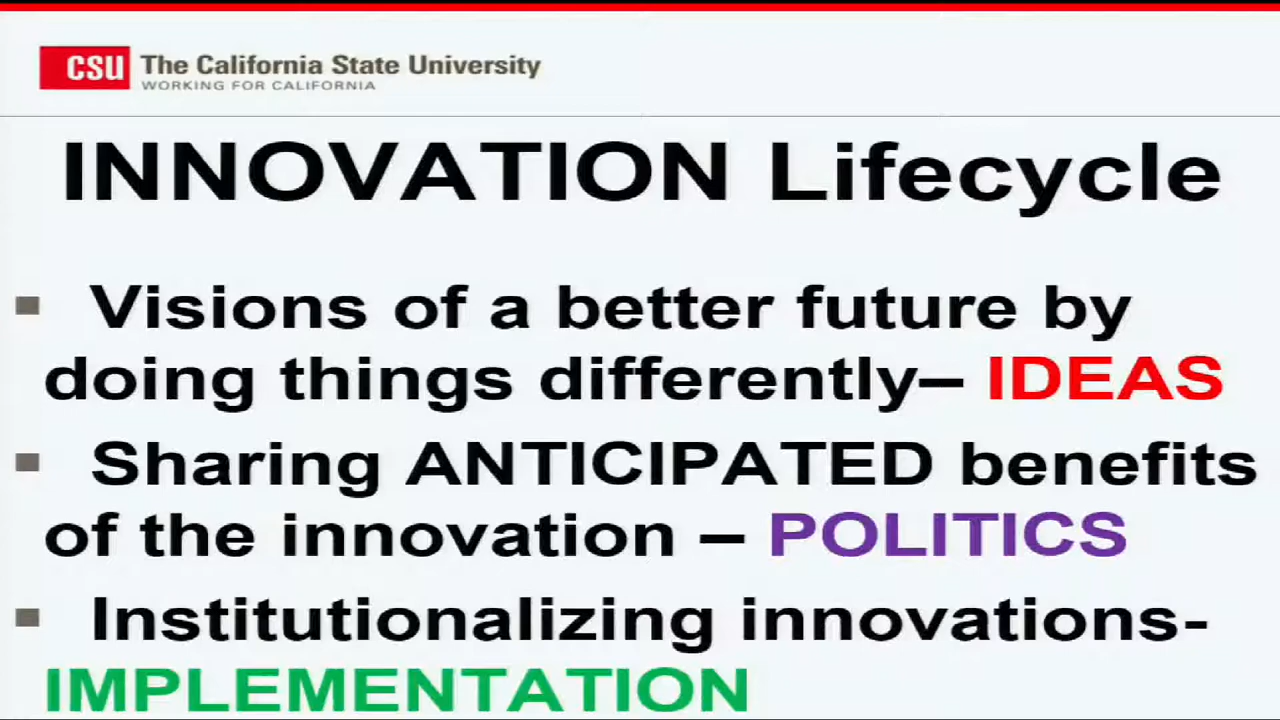 CSU The California State University
WORKING FOR CALIFORNIA
INNOVATION Lifecycle
▪ Visions of a better future by
doing things differently– IDEAS
▪ Sharing ANTICIPATED benefits
of the innovation – POLITICS
▪ Institutionalizing innovations-
IMPLEMENTATION